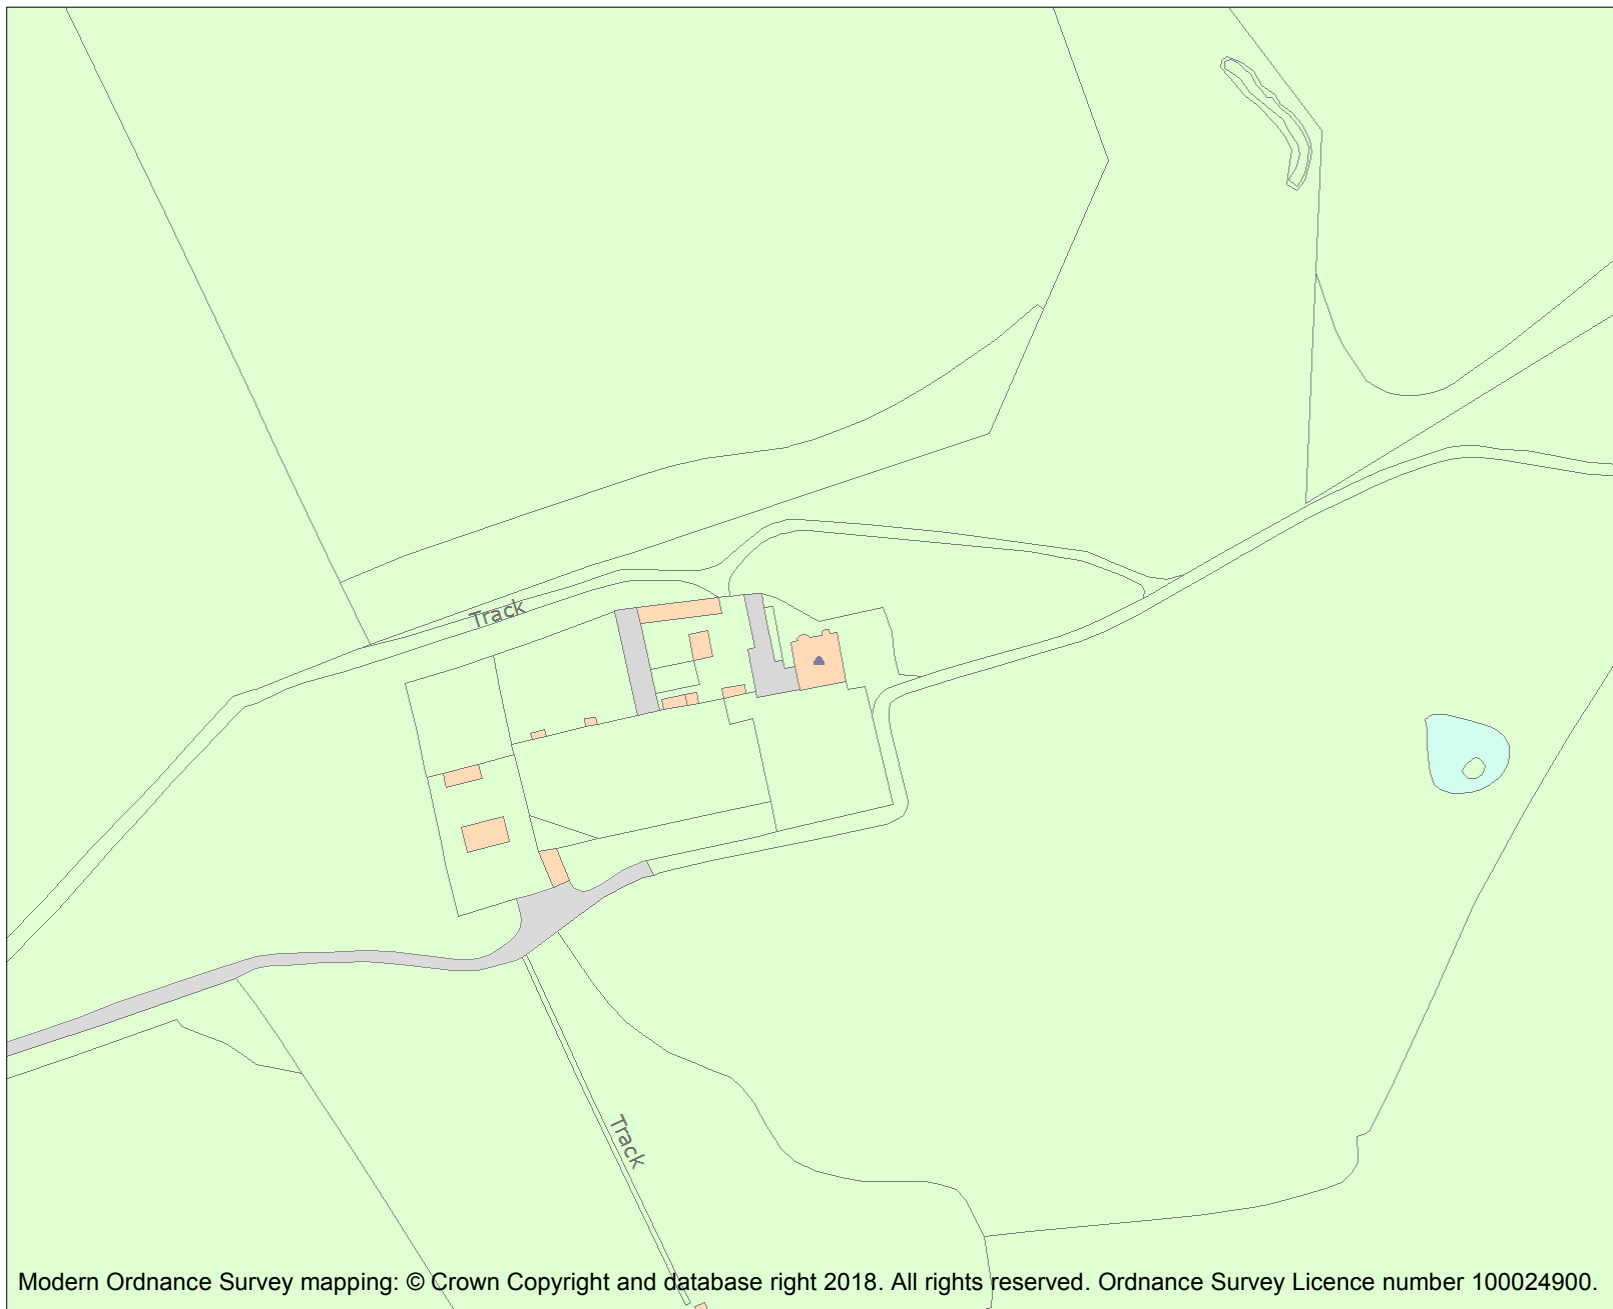 Track
Track
Modern Ordnance Survey mapping: © Crown Copyright and database right 2018. All rights reserved. Ordnance Survey Licence number 100024900.